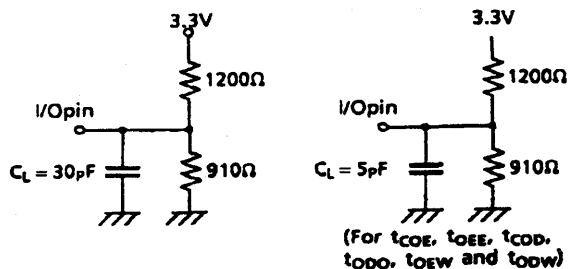 3.3V
1200Ω
I/Opin
CL = 30pF
910Ω
3.3V
1200Ω
I/Opin
CL = 5pF
910Ω
(For tCOE, tOEE, tCOD,
tODO, tOEW and tODW)